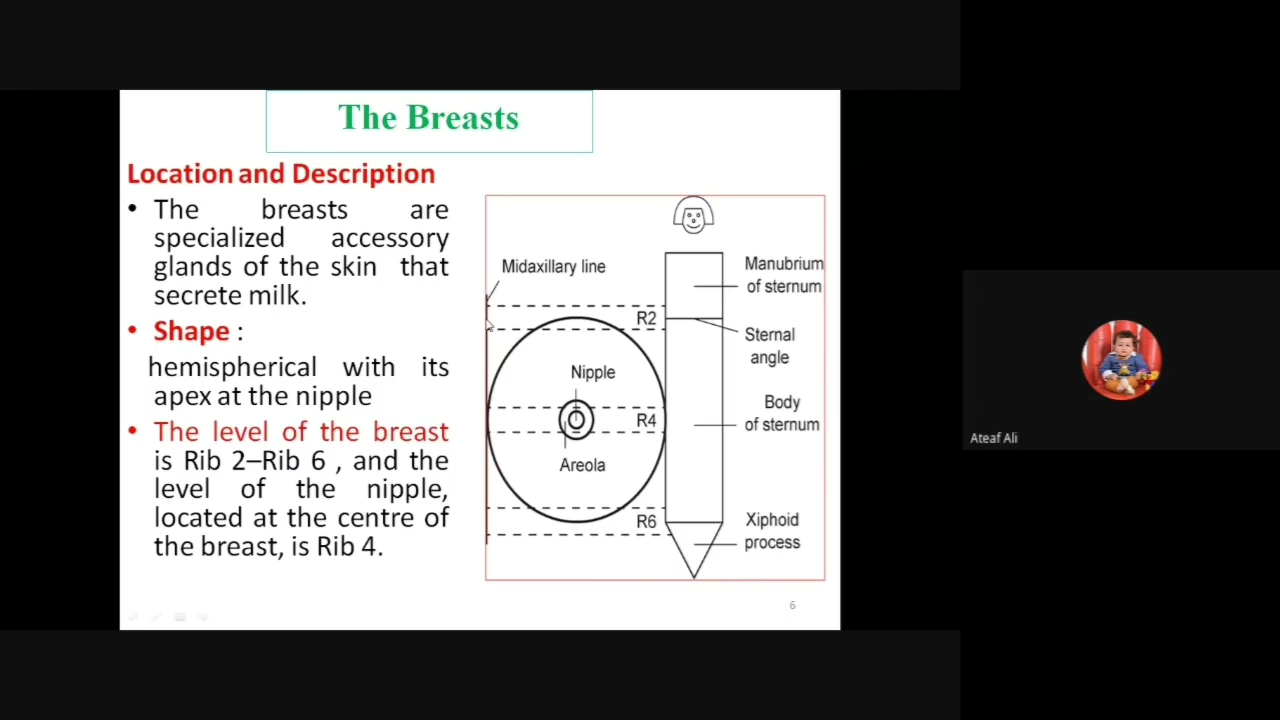 The Breasts
Location and Description
• The breasts are
specialized accessory
glands of the skin that
secrete milk.
• Shape :
hemispherical with its
apex at the nipple
• The level of the breast
is Rib 2–Rib 6 , and the
level of the nipple,
located at the centre of
the breast, is Rib 4.
Midaxillary line
R2
Nipple
R4
Areola
R6
Manubrium
of sternum
Sternal
angle
Body
of sternum
Xiphoid
process
6
Ateaf Ali